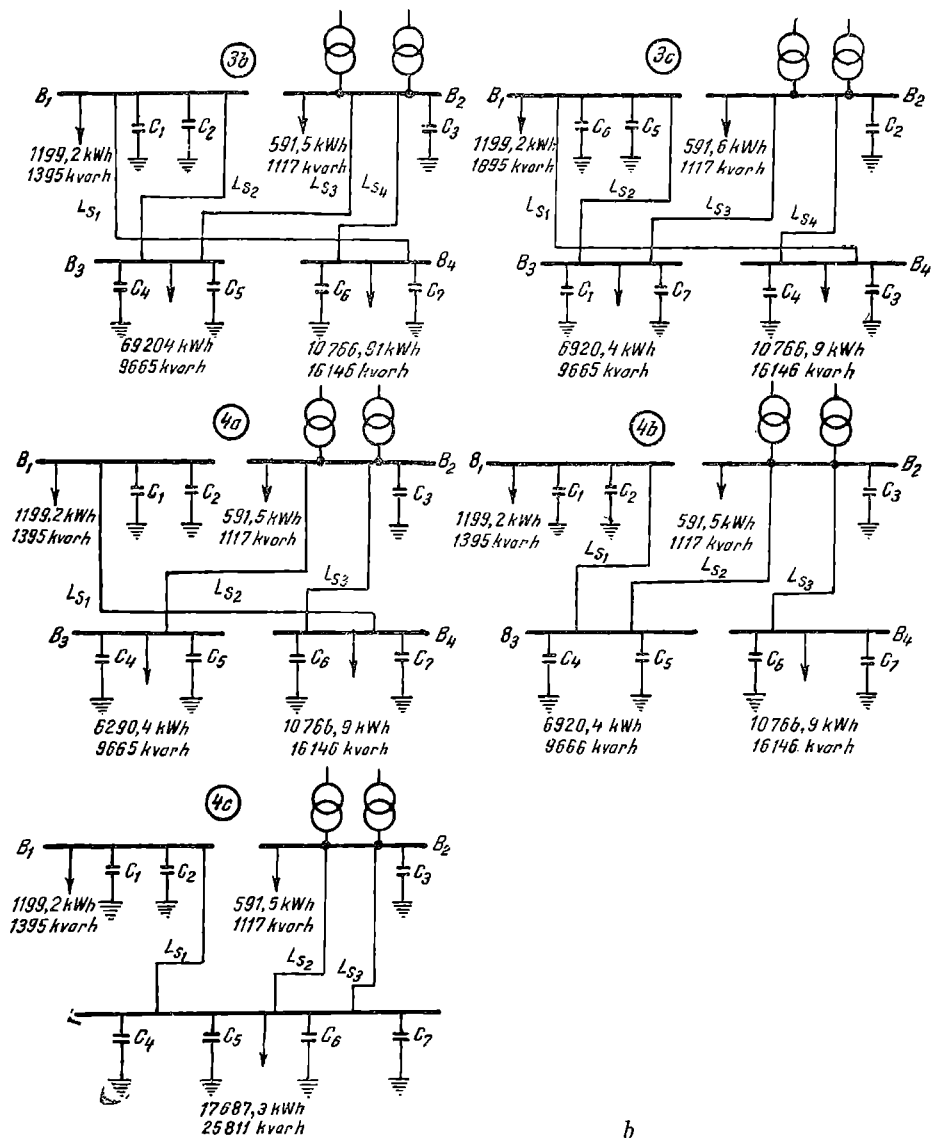 3b
B1
B2
C1
C2
C3
1199,2 kWh
1395 kvarh
591,5 kWh
1117 kvarh
LS1
LS2
LS3
LS4
B3
B4
C4
C5
C6
C7
69204 kWh
9665 kvarh
10766,91 kWh
16146 kvarh
3c
B1
B2
C6
C5
C2
1199,2 kWh
1895 kvarh
591,6 kWh
1117 kvarh
LS1
LS2
LS3
LS4
B3
B4
C1
C7
C4
C3
6920,4 kWh
9665 kvarh
10766,9 kWh
16146 kvarh
4a
B1
B2
C1
C2
C3
1199,2 kWh
1395 kvarh
591,5 kWh
1117 kvarh
LS1
LS2
LS3
B3
B4
C4
C5
C6
C7
6290,4 kWh
9665 kvarh
10766,9 kWh
16146 kvarh
4b
B1
B2
C1
C2
C3
1199,2 kWh
1395 kvarh
591,5 kWh
1117 kvarh
LS1
LS2
LS3
B3
B4
C4
C5
C6
C7
6920,4 kWh
9666 kvarh
10766,9 kWh
16146 kvarh
4c
B1
B2
C1
C2
C3
1199,2 kWh
1395 kvarh
591,5 kWh
1117 kvarh
LS1
LS2
LS3
C4
C5
C6
C7
17687,3 kWh
25811 kvarh
b